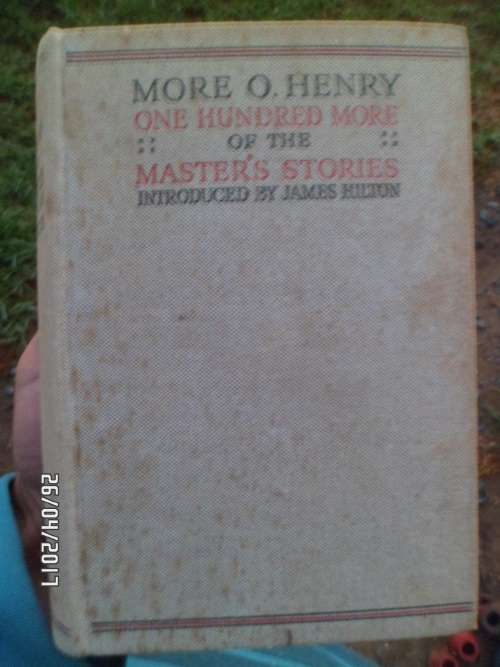 MORE O. HENRY
ONE HUNDRED MORE
:: OF THE ::
MASTER'S STORIES
INTRODUCED BY JAMES HILTON
26/04/2017